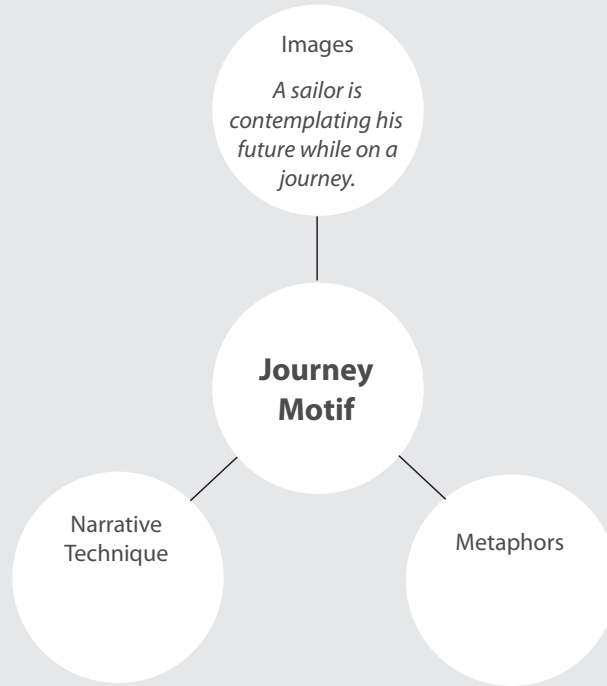 Images
A sailor is
contemplating his
future while on a
journey.
Journey
Motif
Narrative
Technique
Metaphors